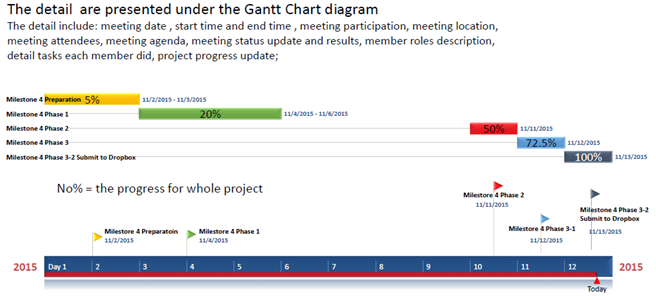 The detail are presented under the Gantt Chart diagram
The detail include: meeting date , start time and end time , meeting participation, meeting location,
meeting attendees, meeting agenda, meeting status update and results, member roles description,
detail tasks each member did, project progress update;
Milestone 4 Preparation 5% 11/2/2015 - 11/3/2015
Milestone 4 Phase 1 20% 11/4/2015 - 11/6/2015
Milestone 4 Phase 2 50% 11/11/2015
Milestone 4 Phase 3 72.5% 11/12/2015
Milestone 4 Phase 3-2 Submit to Dropbox 100% 11/13/2015
No% = the progress for whole project
Milestore 4 Phase 2
11/11/2015
Milestone 4 Phase 3-2
Submit to Dropbox
11/13/2015
Milestone 4 Preparatoin
11/2/2015
Milestone 4 Phase 1
11/4/2015
Milestone 4 Phase 3-1
11/12/2015
2015 Day 1 2 3 4 5 6 7 8 9 10 11 12 2015
Today